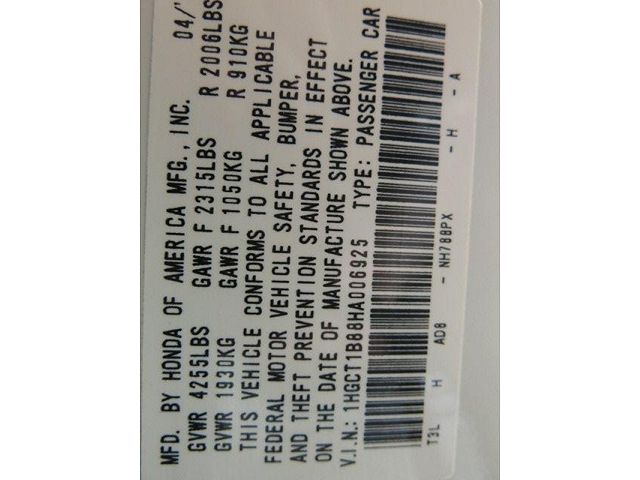 MFD. BY HONDA OF AMERICA MFG., INC. 04/
GVWR 4255LBS GAWR F 2315LBS R 2006LBS
GVWR 1930KG GAWR F 1050KG R 910KG
THIS VEHICLE CONFORMS TO ALL APPLICABLE
FEDERAL MOTOR VEHICLE SAFETY, BUMPER,
AND THEFT PREVENTION STANDARDS IN EFFECT
ON THE DATE OF MANUFACTURE SHOWN ABOVE.
V.I.N.: 1HGCT1B88HA006925 TYPE: PASSENGER CAR
T3L H AD8 - NH788PX - H - A